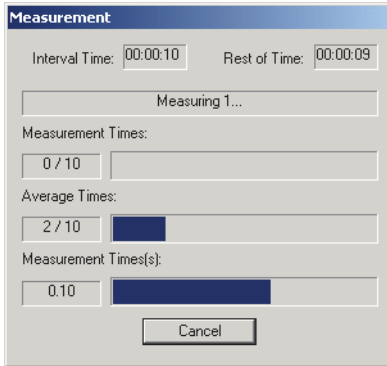 Measurement
Interval Time: 00:00:10 Rest of Time: 00:00:09
Measuring 1...
Measurement Times:
0 / 10
Average Times:
2 / 10
Measurement Times(s):
0.10
Cancel